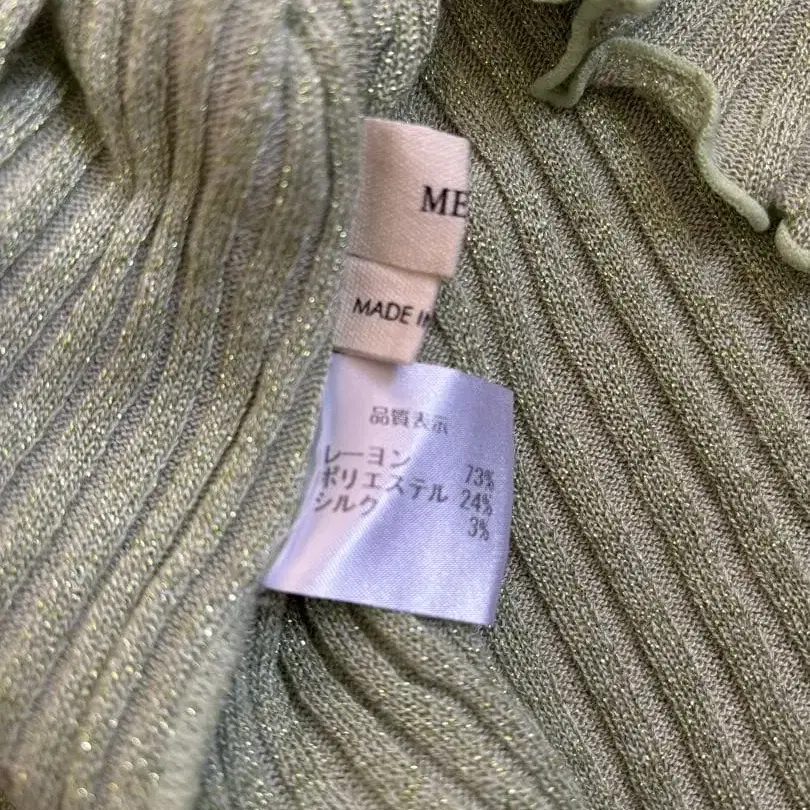 ME
MADE IN
品質表示
レーヨン 73%
ポリエステル 24%
シルク 3%